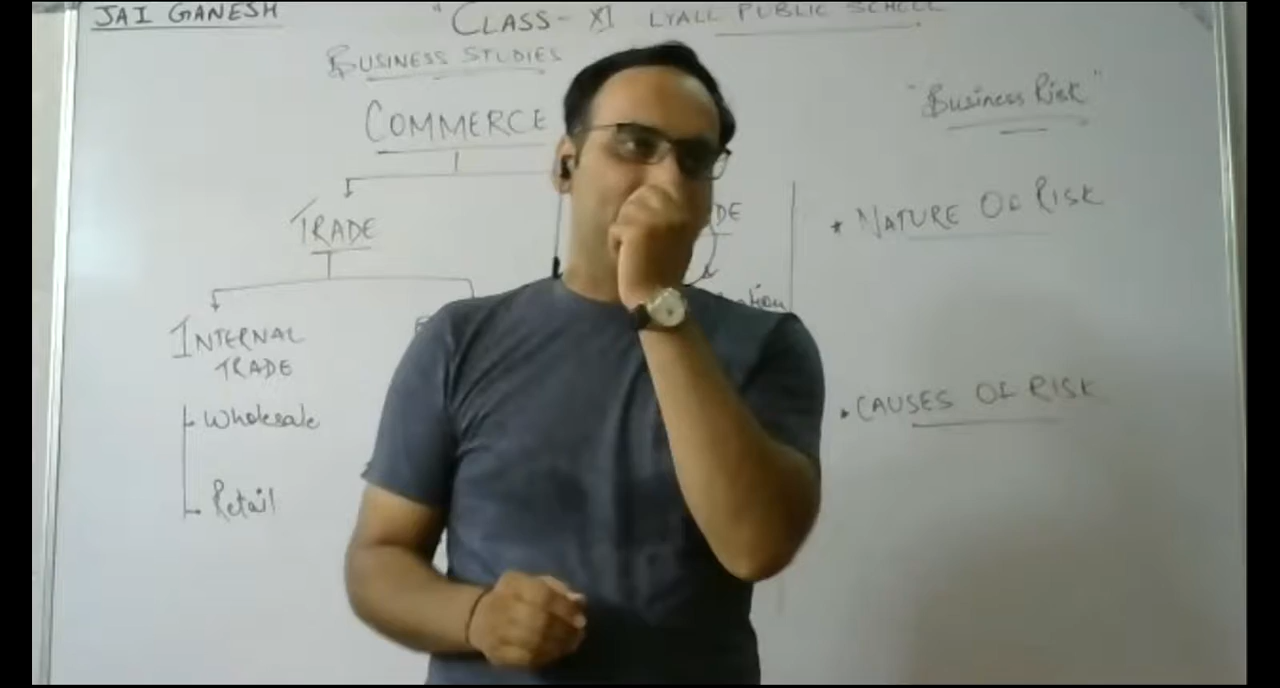 JAI GANESH
"CLASS- XI LYALL PUBLIC SCHOOL
BUSINESS STUDIES
COMMERCE
TRADE
INTERNAL
TRADE
Wholesale
Retail
"Business Risk"
* NATURE OF RISK
• CAUSES OF RISK